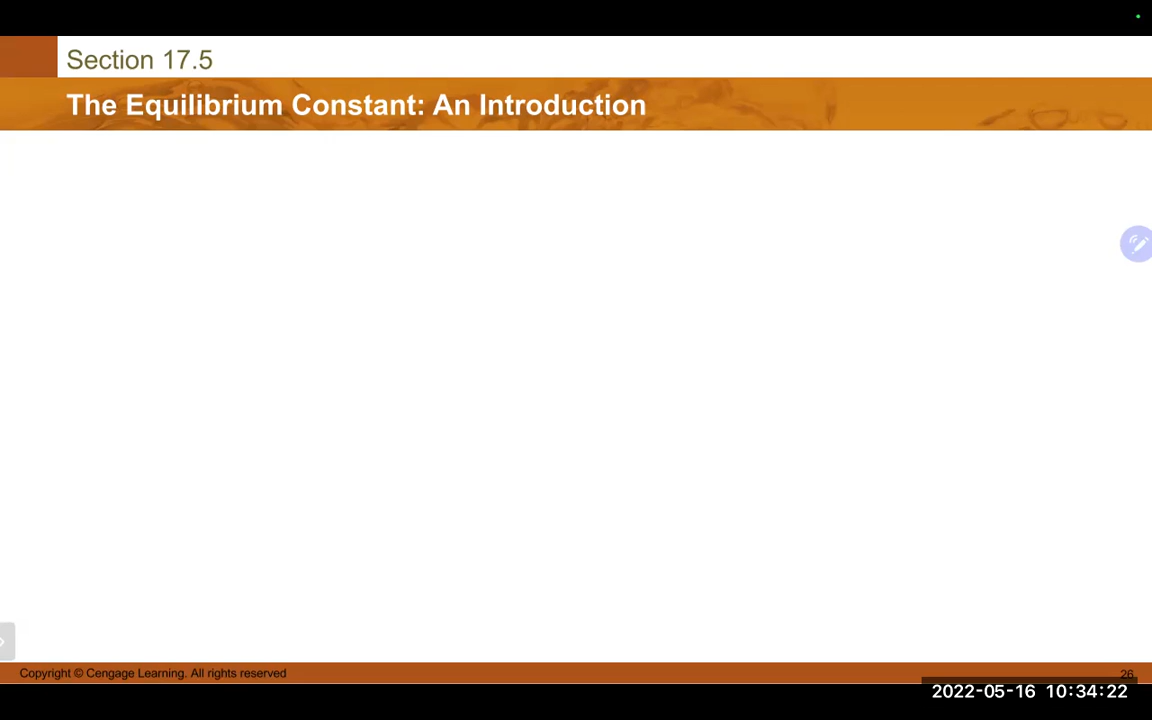 Section 17.5
The Equilibrium Constant: An Introduction
Copyright © Cengage Learning. All rights reserved
26
2022-05-16 10:34:22